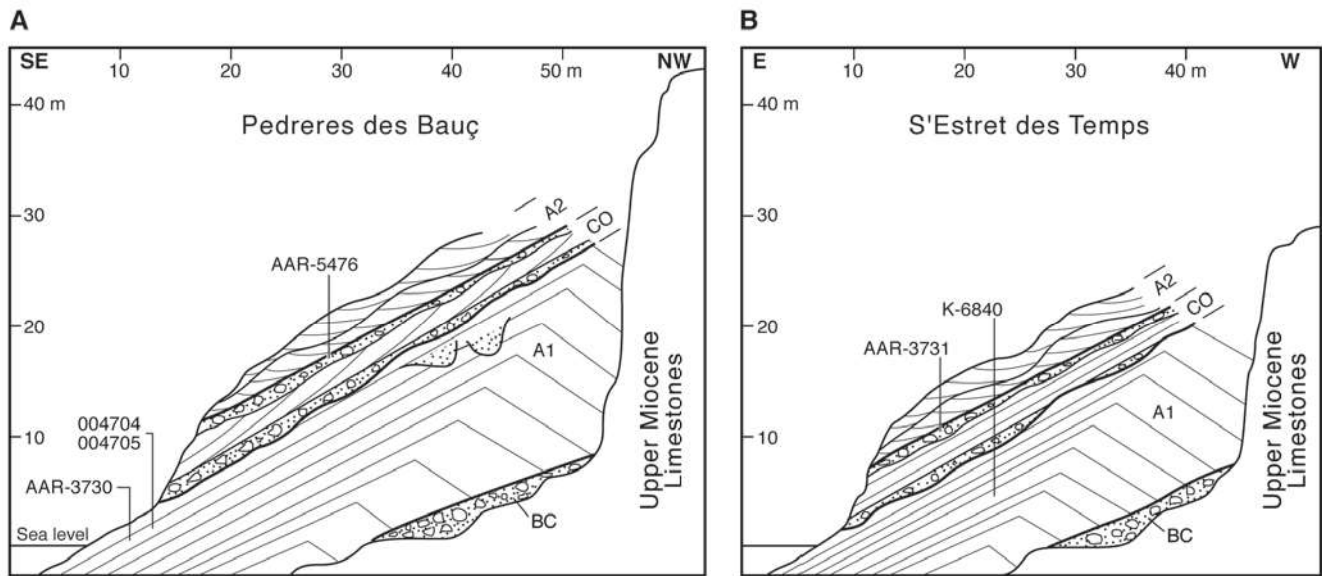 A
SE
10
20
30
40
50 m
NW
40 m
30
20
10
Pedreres des Bauç
AAR-5476
004704
004705
AAR-3730
Sea level
A2
CO
A1
BC
Upper Miocene
Limestones
B
E
10
20
30
40 m
W
40 m
30
20
10
S'Estret des Temps
K-6840
AAR-3731
A2
CO
A1
BC
Upper Miocene
Limestones